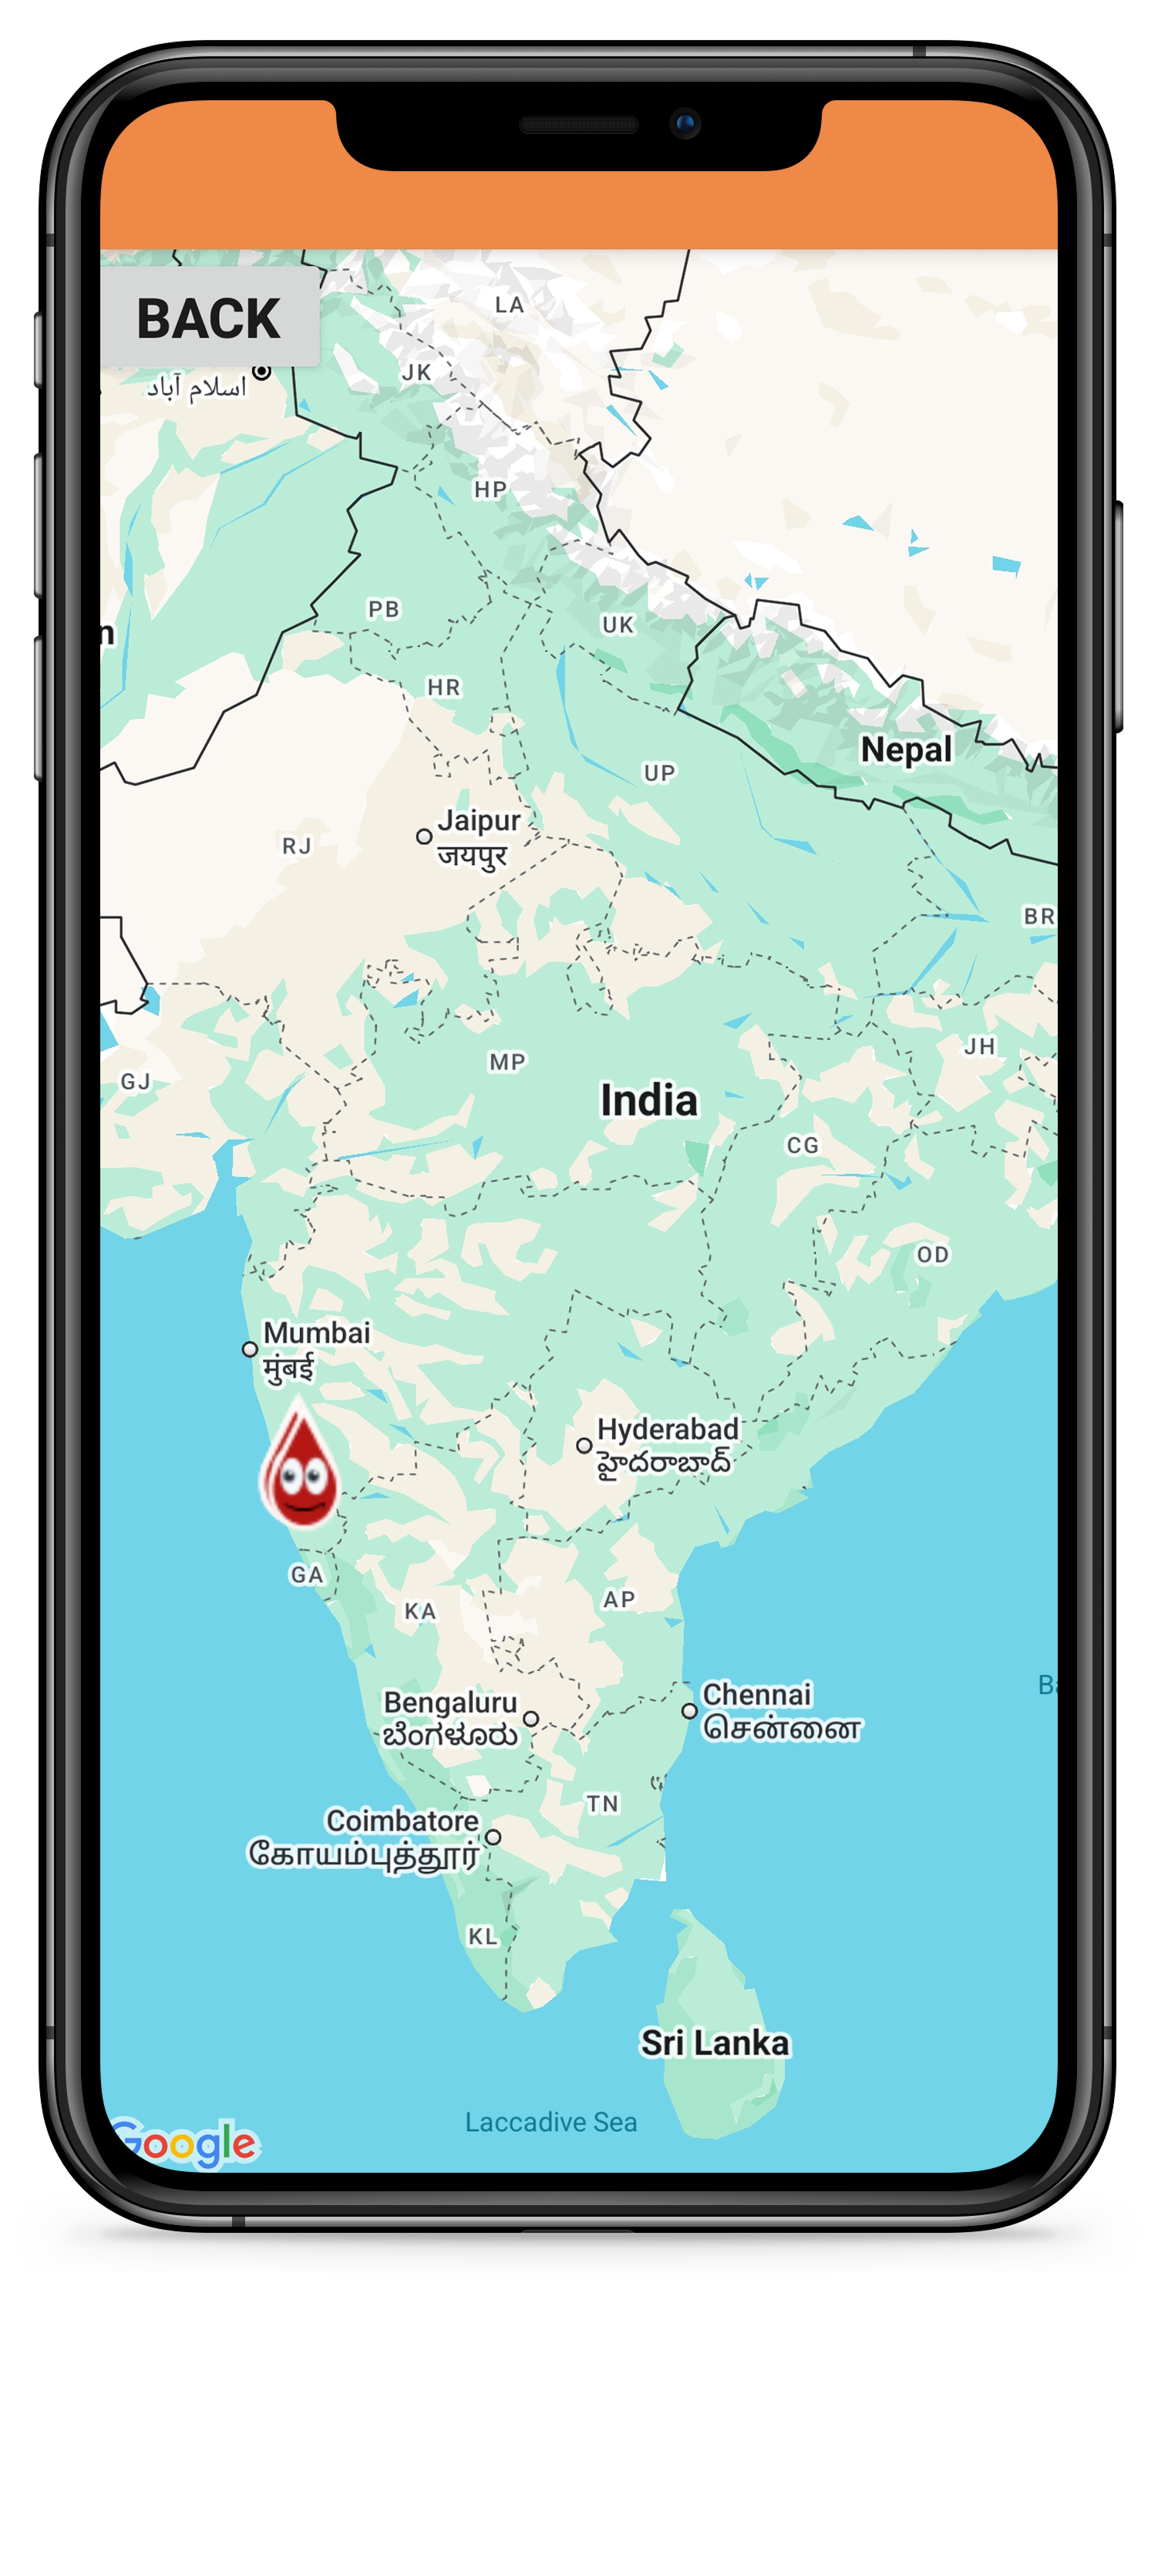 BACK
LA
JK
اسلام آباد
HP
PB
UK
n
HR
Nepal
UP
Jaipur
जयपुर
RJ
BR
JH
MP
GJ
India
CG
OD
Mumbai
मुंबई
Hyderabad
హైదరాబాద్
GA
AP
KA
Ba
Chennai
சென்னை
Bengaluru
ಬೆಂಗಳೂರು
TN
Coimbatore
கோயம்புத்தூர்
KL
Sri Lanka
Laccadive Sea
Google